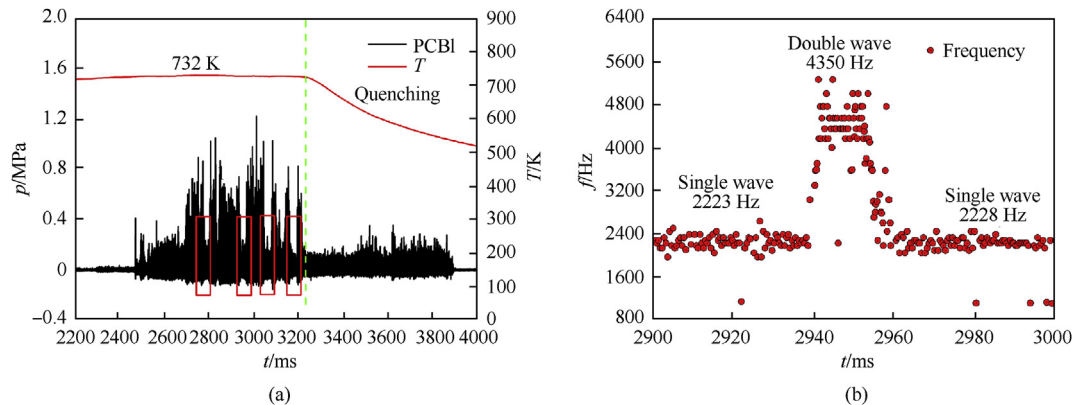 2.0
1.6
1.2
0.8
0.4
0
−0.4
p/MPa
732 K
PCBl
T
Quenching
900
800
700
600
500
400
300
200
100
0
T/K
2200 2400 2600 2800 3000 3200 3400 3600 3800 4000
t/ms
(a)
6400
5600
4800
4000
3200
2400
1600
800
f/Hz
Double wave
4350 Hz
Frequency
Single wave
2223 Hz
Single wave
2228 Hz
2900 2920 2940 2960 2980 3000
t/ms
(b)